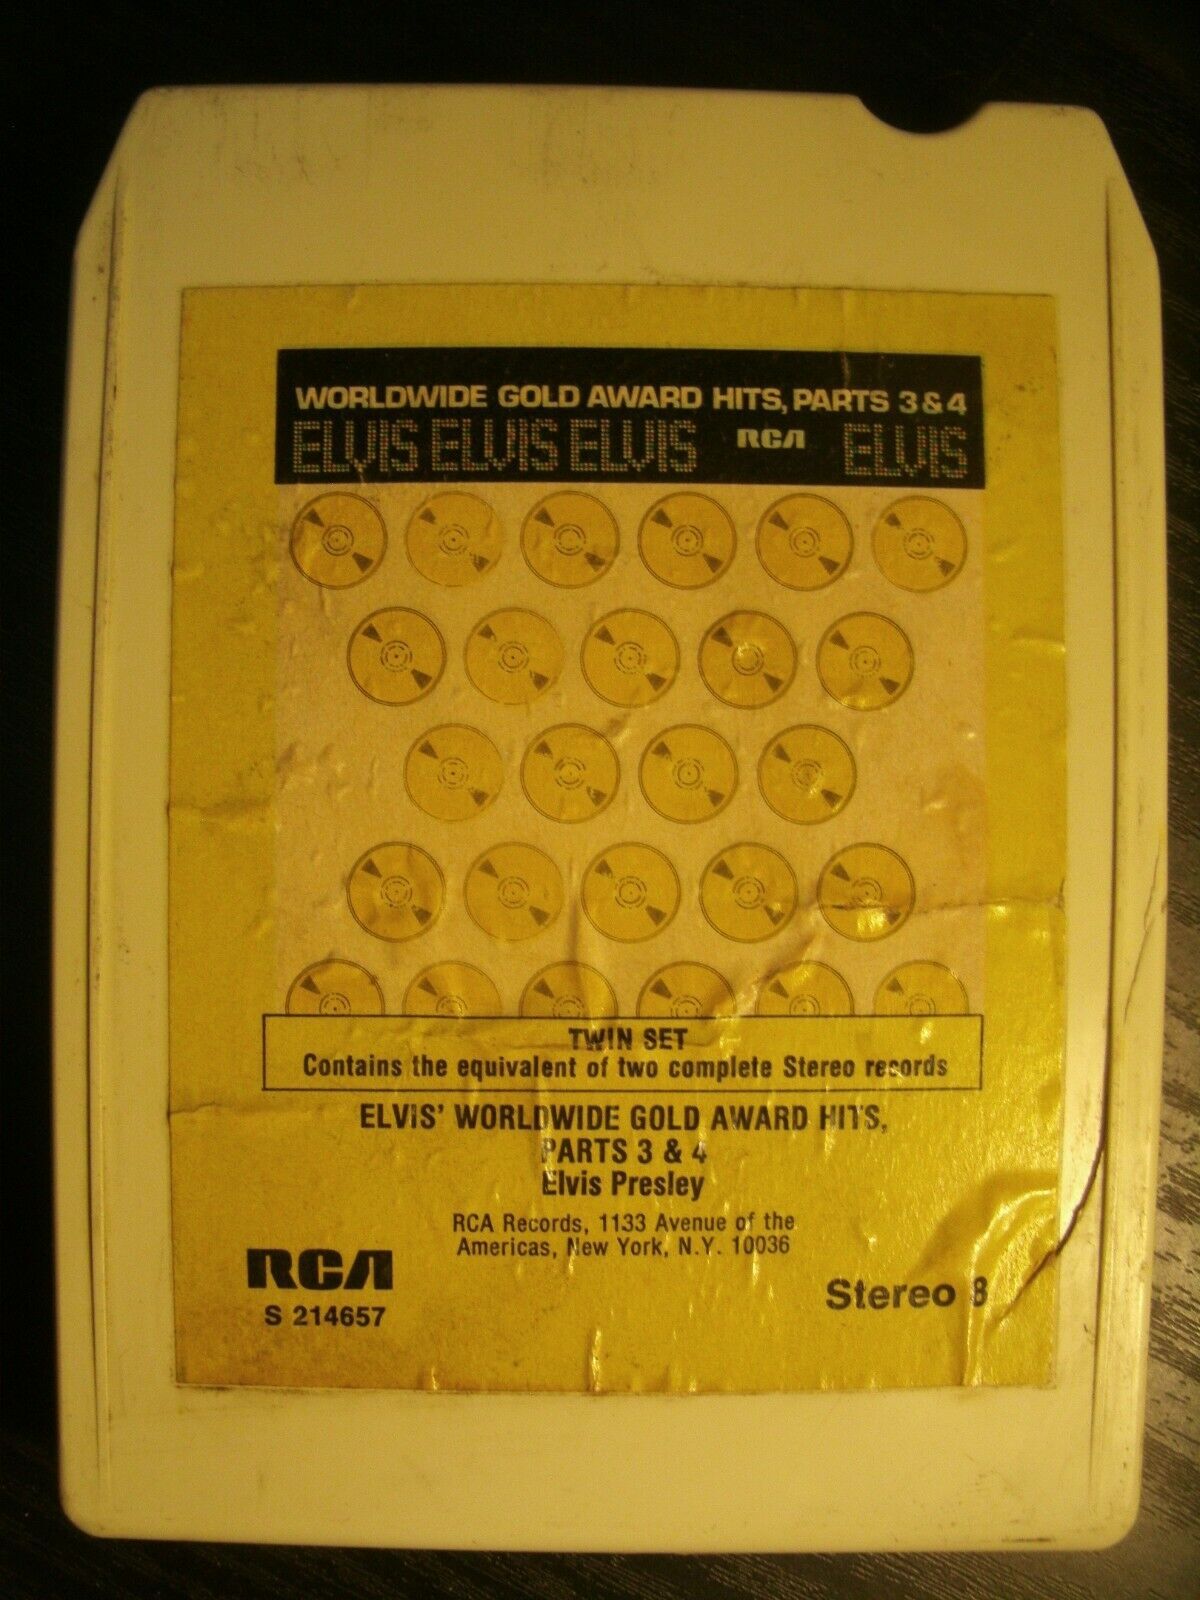 WORLDWIDE GOLD AWARD HITS, PARTS 3 & 4
ELVIS ELVIS ELVIS RCA ELVIS
TWIN SET
Contains the equivalent of two complete Stereo records
ELVIS' WORLDWIDE GOLD AWARD HITS,
PARTS 3 & 4
Elvis Presley
RCA Records, 1133 Avenue of the
Americas, New York, N.Y. 10036
RCA
S 214657
Stereo 8